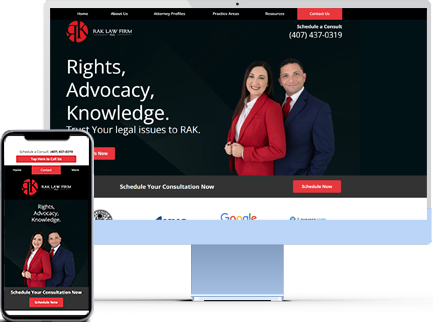 Home About Us Attorney Profiles Practice Areas Resources Contact Us
RAK LAW FIRM
Schedule a Consult
(407) 437-0319
Rights,
Advocacy,
Knowledge.
Trust Your legal issues to RAK.
Now
Schedule Your Consultation Now
Schedule Now
Google
Schedule a Consult (407) 437-0319
Tap Here to Call Us
Home Contact More
RAK LAW FIRM
Rights,
Advocacy,
Knowledge.
Schedule Your Consultation Now
Schedule Now